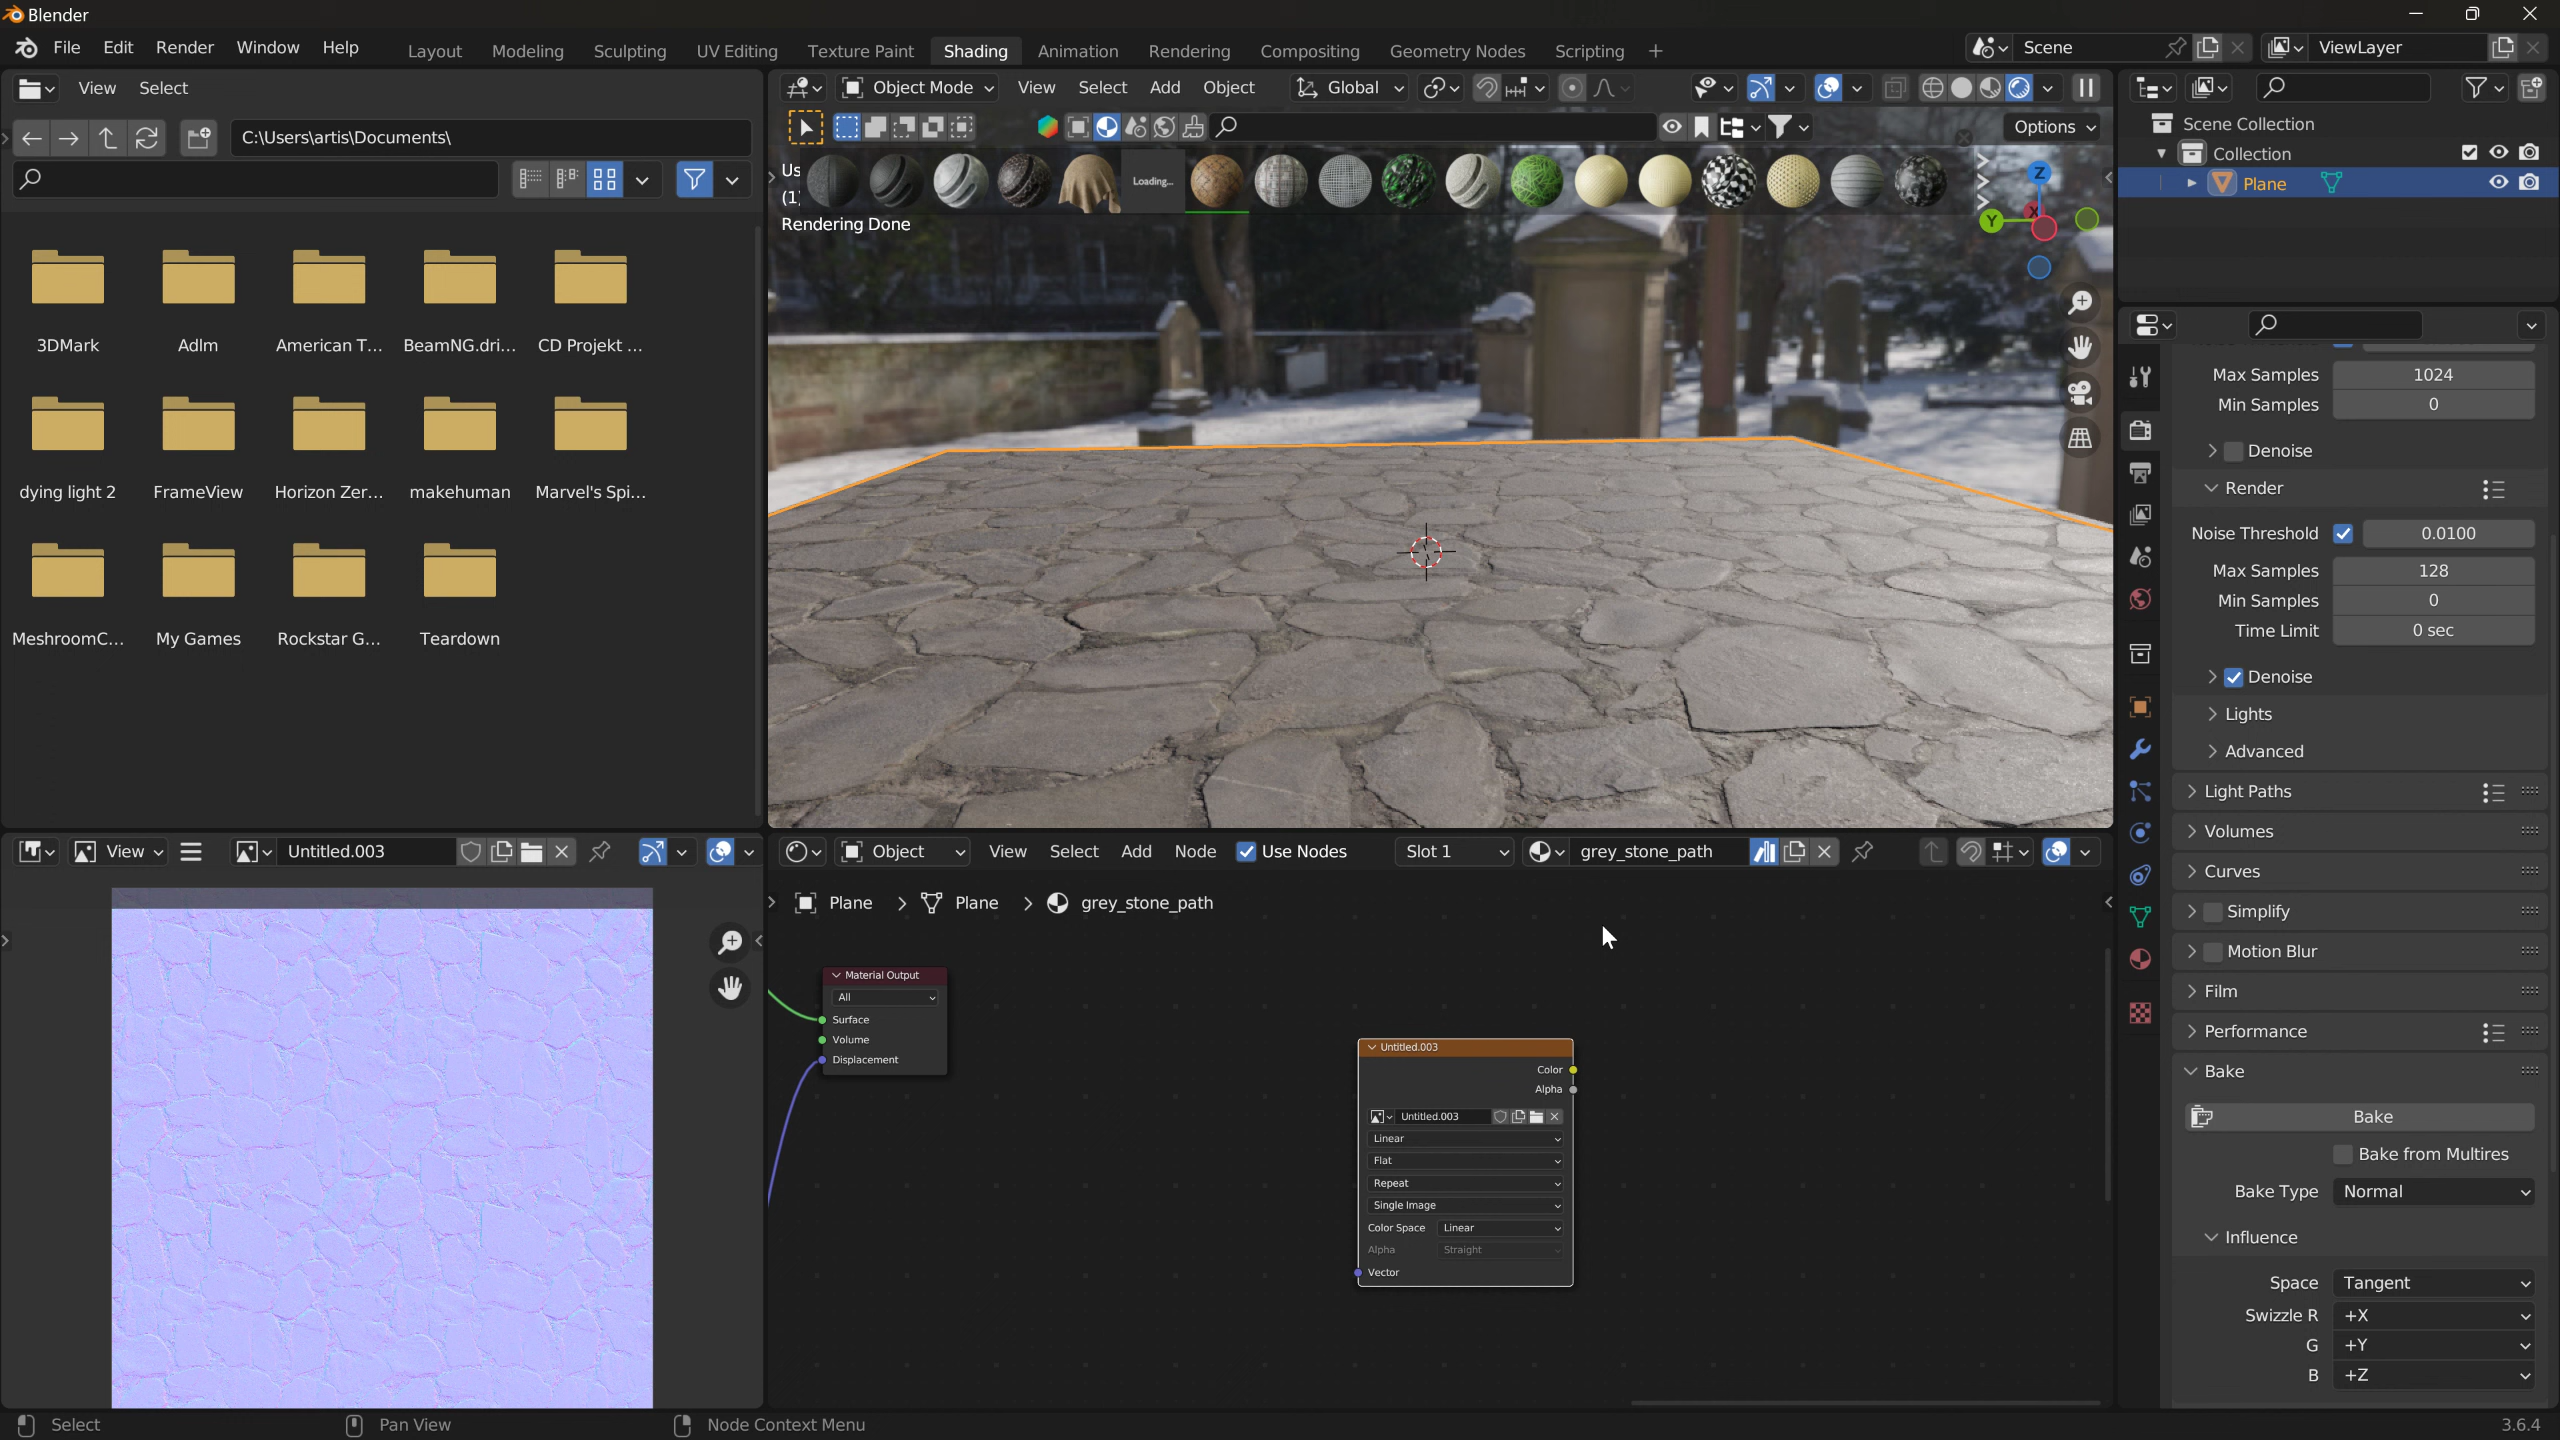 Blender
File Edit Render Window Help Layout Modeling Sculpting UV Editing Texture Paint Shading Animation Rendering Compositing Geometry Nodes Scripting +
Scene
ViewLayer
View Select
Object Mode View Select Add Object Global
C:\Users\artis\Documents\
Options
Scene Collection
Collection
Plane
Us
(1)
Loading...
Rendering Done
X
Y
Z
3DMark Adlm American T... BeamNG.dri... CD Projekt ...
dying light 2 FrameView Horizon Zer... makehuman Marvel's Spi...
MeshroomC... My Games Rockstar G... Teardown
Max Samples 1024
Min Samples 0
Denoise
Render
Noise Threshold 0.0100
Max Samples 128
Min Samples 0
Time Limit 0 sec
Denoise
Lights
Advanced
Light Paths
Volumes
Curves
Simplify
Motion Blur
Film
Performance
Bake
Bake
Bake from Multires
Bake Type Normal
Influence
Space Tangent
Swizzle R +X
G +Y
B +Z
View Untitled.003
Object View Select Add Node Use Nodes Slot 1 grey_stone_path
Plane > Plane > grey_stone_path
Material Output
All
Surface
Volume
Displacement
Untitled.003
Color
Alpha
Untitled.003
Linear
Flat
Repeat
Single Image
Color Space Linear
Alpha Straight
Vector
Select Pan View Node Context Menu
3.6.4